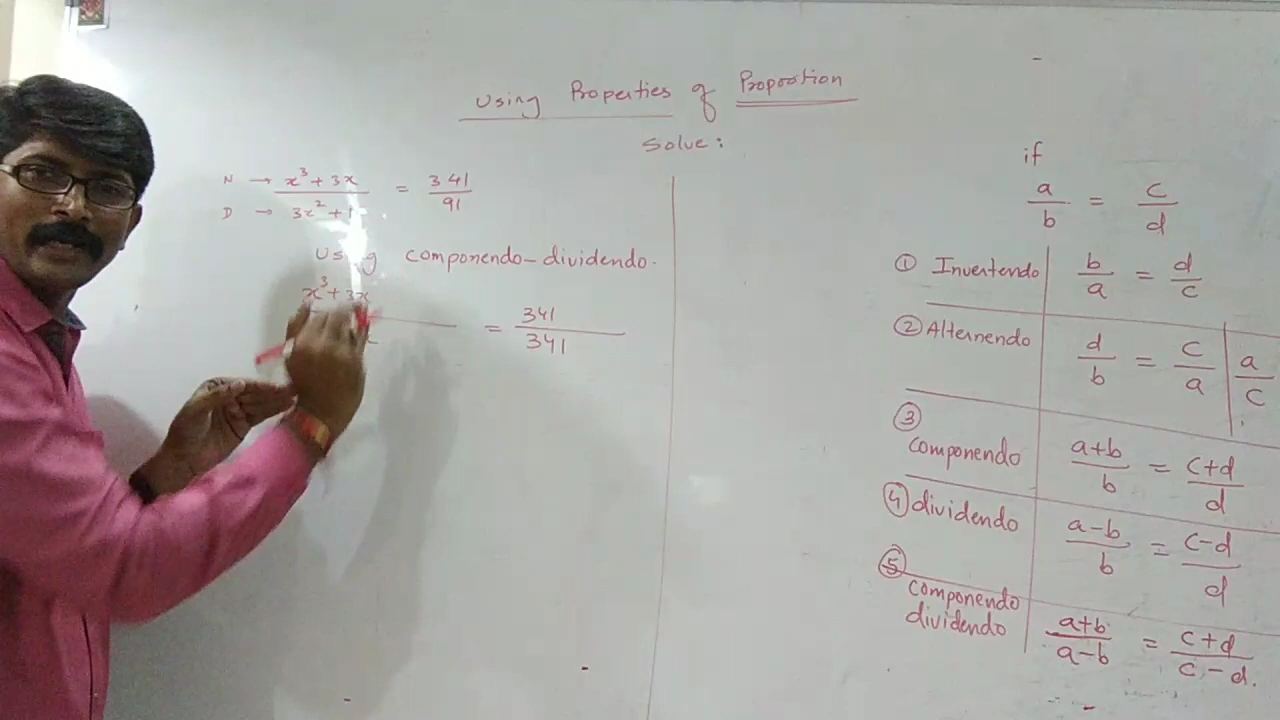 Using Properties of Proportion
Solve:
N → x³ + 3x = 341
D → 3x² + 1 91
Using componendo-dividendo.
x³ + 3x = 341
x 341
if
a/b = c/d
① Invertendo b/a = d/c
② Alternendo d/b = c/a | a/c
③ componendo a+b/b = c+d/d
④ dividendo a-b/b = c-d/d
⑤ componendo dividendo a+b/a-b = c+d/c-d.